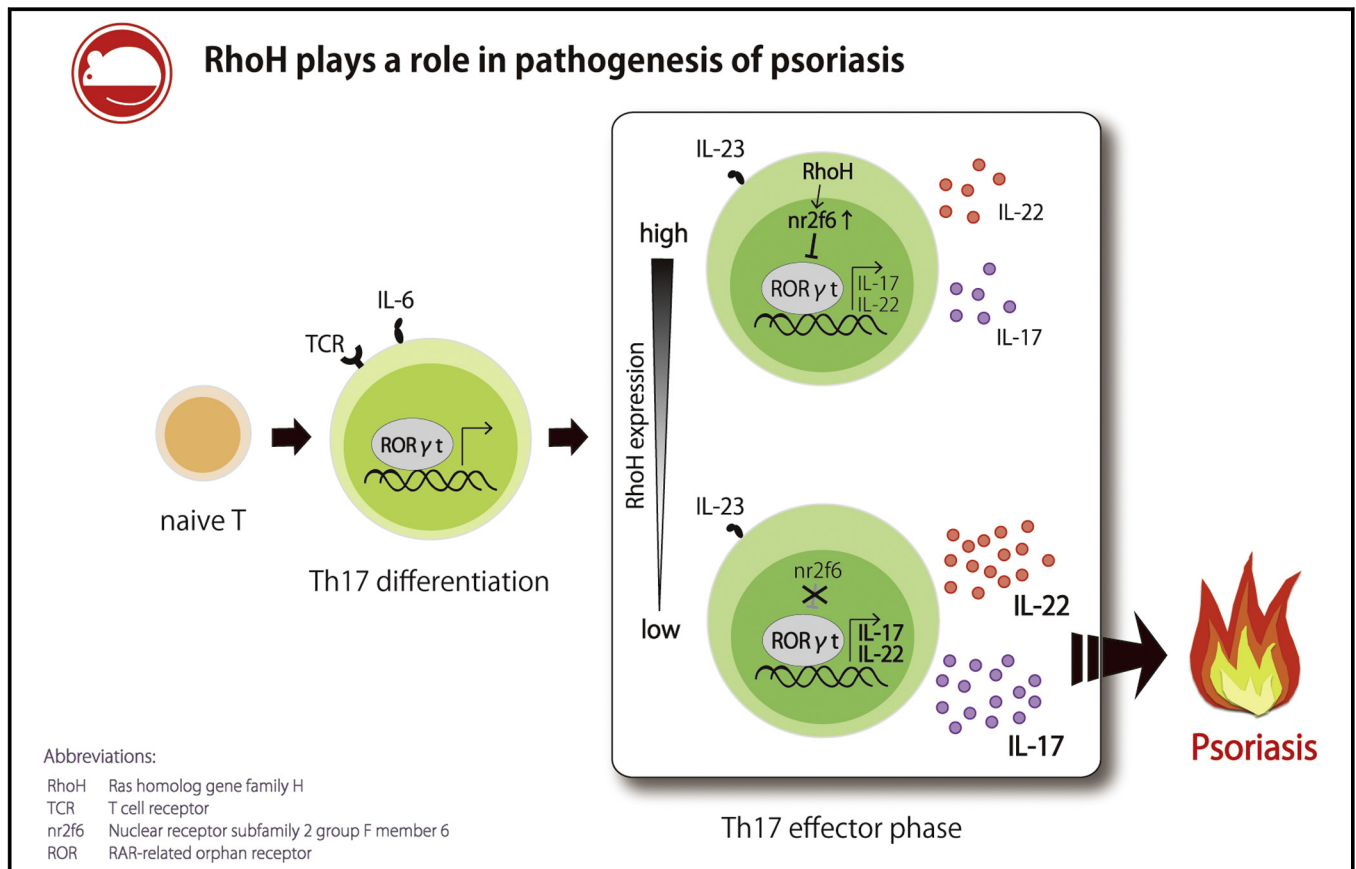 RhoH plays a role in pathogenesis of psoriasis
naive T
TCR
IL-6
ROR γ t
Th17 differentiation
high
RhoH expression
low
IL-23
RhoH
nr2f6 ↑
ROR γ t
IL-17
IL-22
IL-22
IL-17
IL-23
nr2f6
ROR γ t
IL-17
IL-22
IL-22
IL-17
Th17 effector phase
Psoriasis
Abbreviations:
RhoH Ras homolog gene family H
TCR T cell receptor
nr2f6 Nuclear receptor subfamily 2 group F member 6
ROR RAR-related orphan receptor